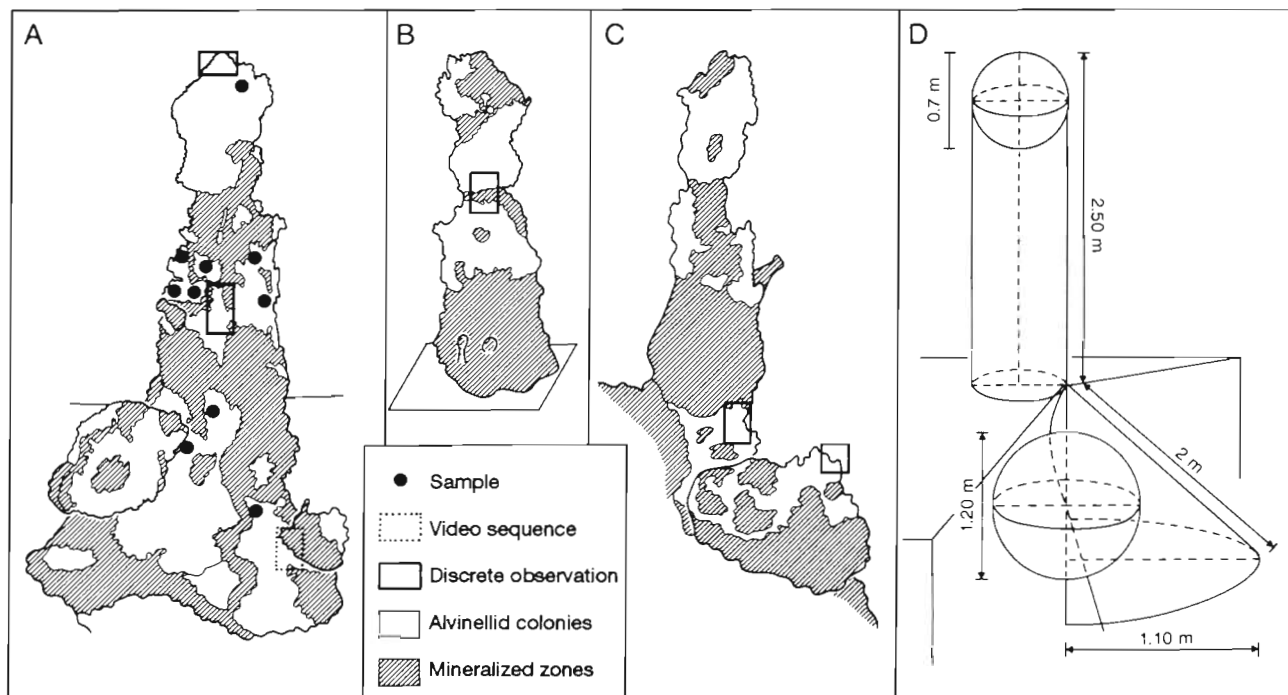 A
B
C
D
0.7 m
2.50 m
2 m
1.20 m
1.10 m
Sample
Video sequence
Discrete observation
Alvinellid colonies
Mineralized zones